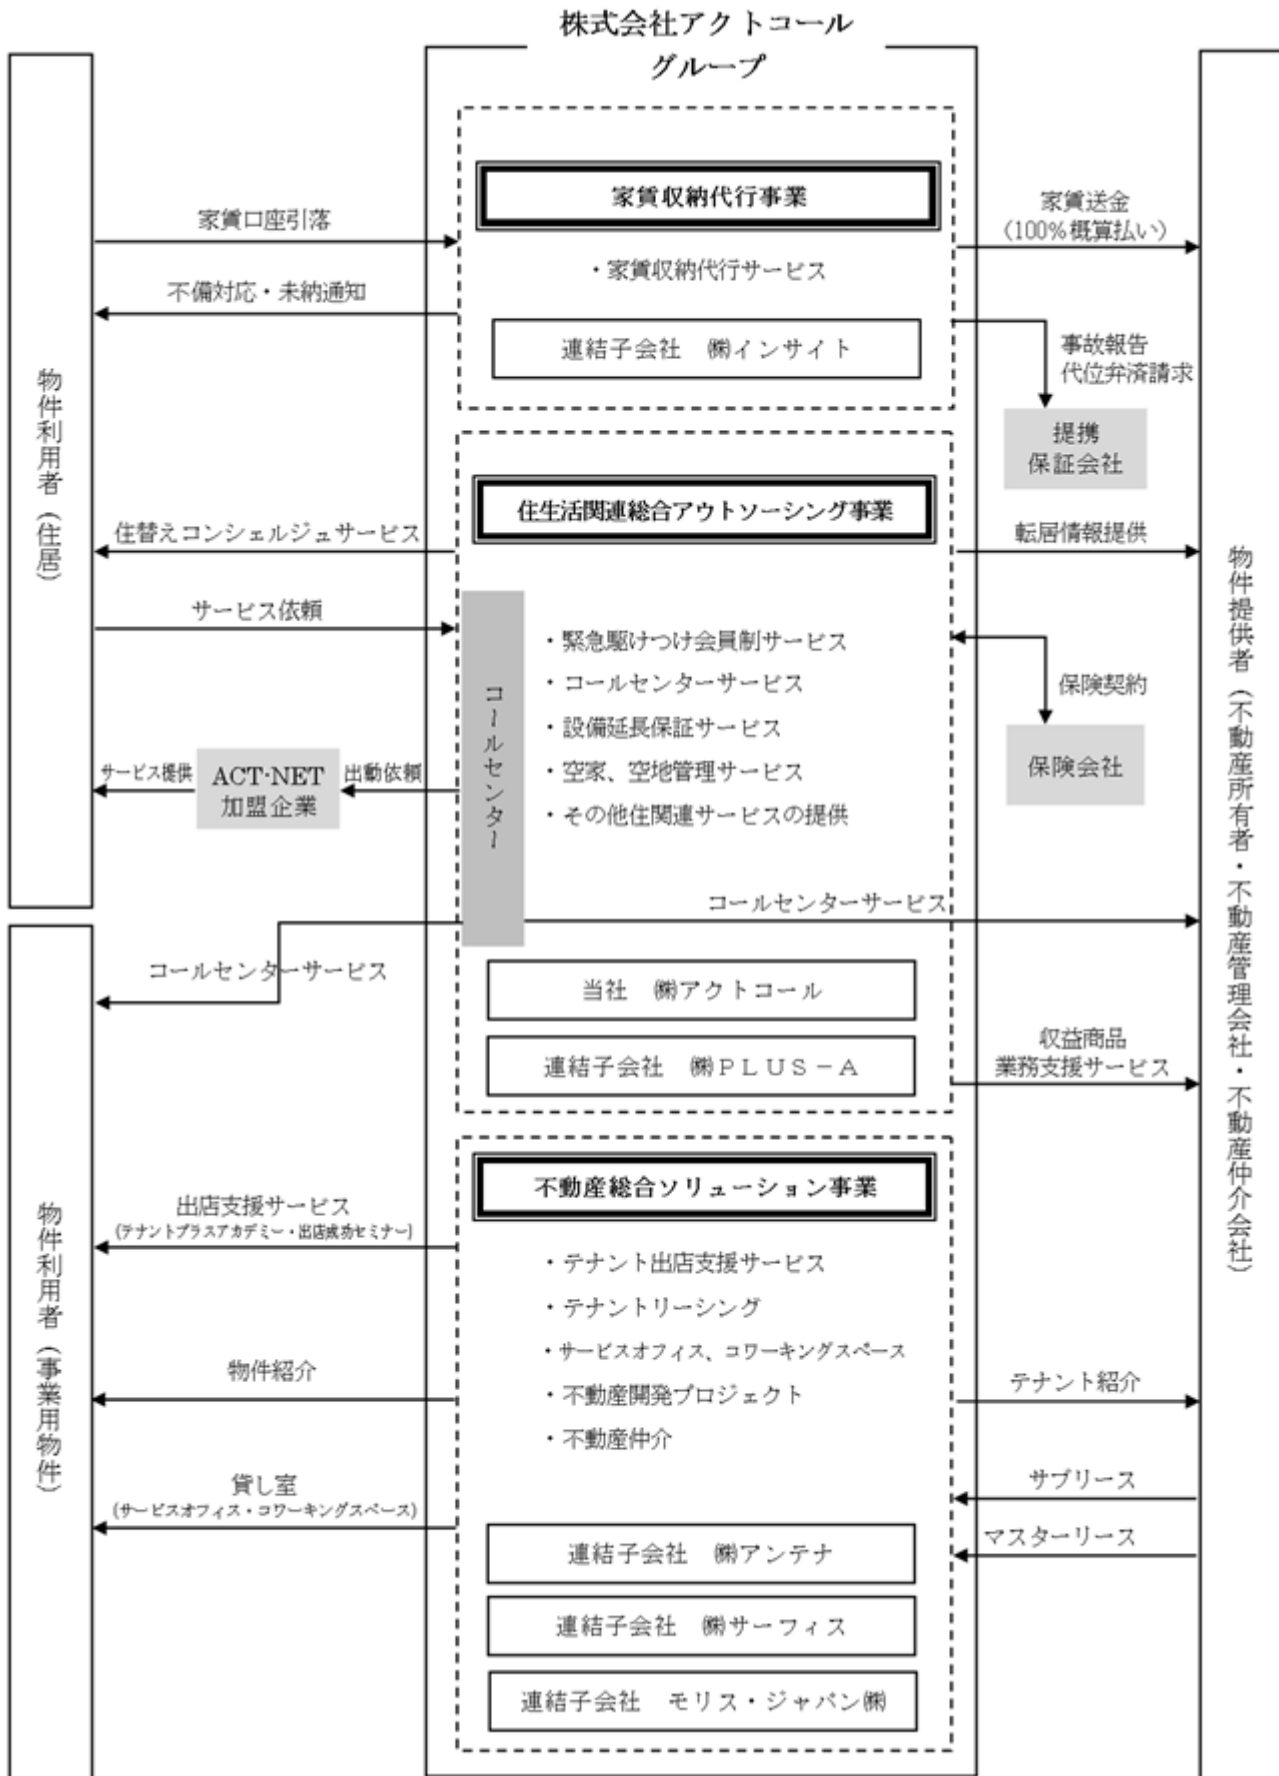 株式会社アクトコール
グループ
家賃収納代行事業
・家賃収納代行サービス
連結子会社　㈱インサイト
家賃口座引落
不備対応・未納通知
家賃送金
(100%概算払い)
事故報告
代位弁済請求
提携
保証会社
物件利用者（住居）
住生活関連総合アウトソーシング事業
住替えコンシェルジュサービス
転居情報提供
サービス依頼
コールセンター
・緊急駆けつけ会員制サービス
・コールセンターサービス
・設備延長保証サービス
・空家、空地管理サービス
・その他住関連サービスの提供
保険契約
保険会社
サービス提供
ACT-NET
加盟企業
出動依頼
コールセンターサービス
コールセンターサービス
当社　㈱アクトコール
連結子会社　㈱ＰＬＵＳ－Ａ
収益商品
業務支援サービス
物件提供者（不動産所有者・不動産管理会社・不動産仲介会社）
物件利用者（事業用物件）
不動産総合ソリューション事業
出店支援サービス
(テナントプラスアカデミー・出店成功セミナー)
・テナント出店支援サービス
・テナントリーシング
・サービスオフィス、コワーキングスペース
・不動産開発プロジェクト
・不動産仲介
物件紹介
テナント紹介
貸し室
(サービスオフィス・コワーキングスペース)
サブリース
マスターリース
連結子会社　㈱アンテナ
連結子会社　㈱サーフィス
連結子会社　モリス・ジャパン㈱